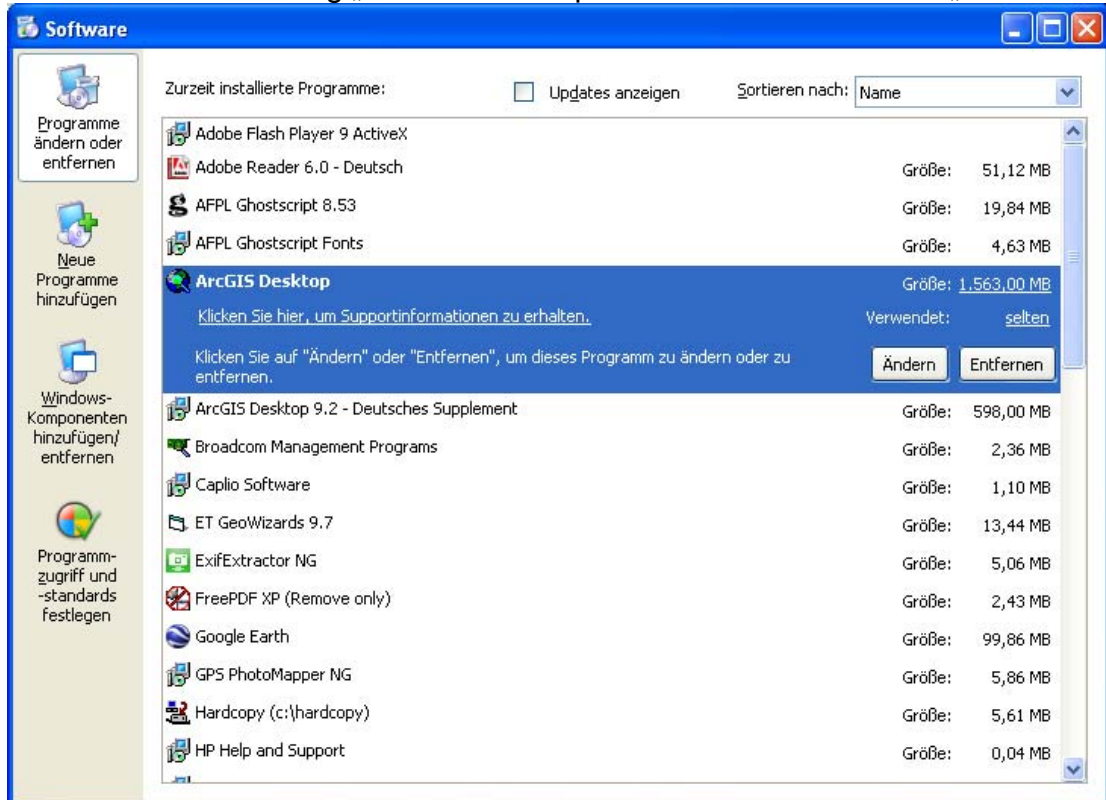 Software
Programme
ändern oder
entfernen
Neue
Programme
hinzufügen
Windows-
Komponenten
hinzufügen/
entfernen
Programm-
zugriff und
-standards
festlegen
Zurzeit installierte Programme: Updates anzeigen Sortieren nach: Name
Adobe Flash Player 9 ActiveX
Adobe Reader 6.0 - Deutsch Größe: 51,12 MB
AFPL Ghostscript 8.53 Größe: 19,84 MB
AFPL Ghostscript Fonts Größe: 4,63 MB
ArcGIS Desktop Größe: 1.563,00 MB
Klicken Sie hier, um Supportinformationen zu erhalten. Verwendet: selten
Klicken Sie auf "Ändern" oder "Entfernen", um dieses Programm zu ändern oder zu
entfernen.
Ändern Entfernen
ArcGIS Desktop 9.2 - Deutsches Supplement Größe: 598,00 MB
Broadcom Management Programs Größe: 2,36 MB
Caplio Software Größe: 1,10 MB
ET GeoWizards 9.7 Größe: 13,44 MB
ExifExtractor NG Größe: 5,06 MB
FreePDF XP (Remove only) Größe: 2,43 MB
Google Earth Größe: 99,86 MB
GPS PhotoMapper NG Größe: 5,86 MB
Hardcopy (c:\hardcopy) Größe: 5,61 MB
HP Help and Support Größe: 0,04 MB